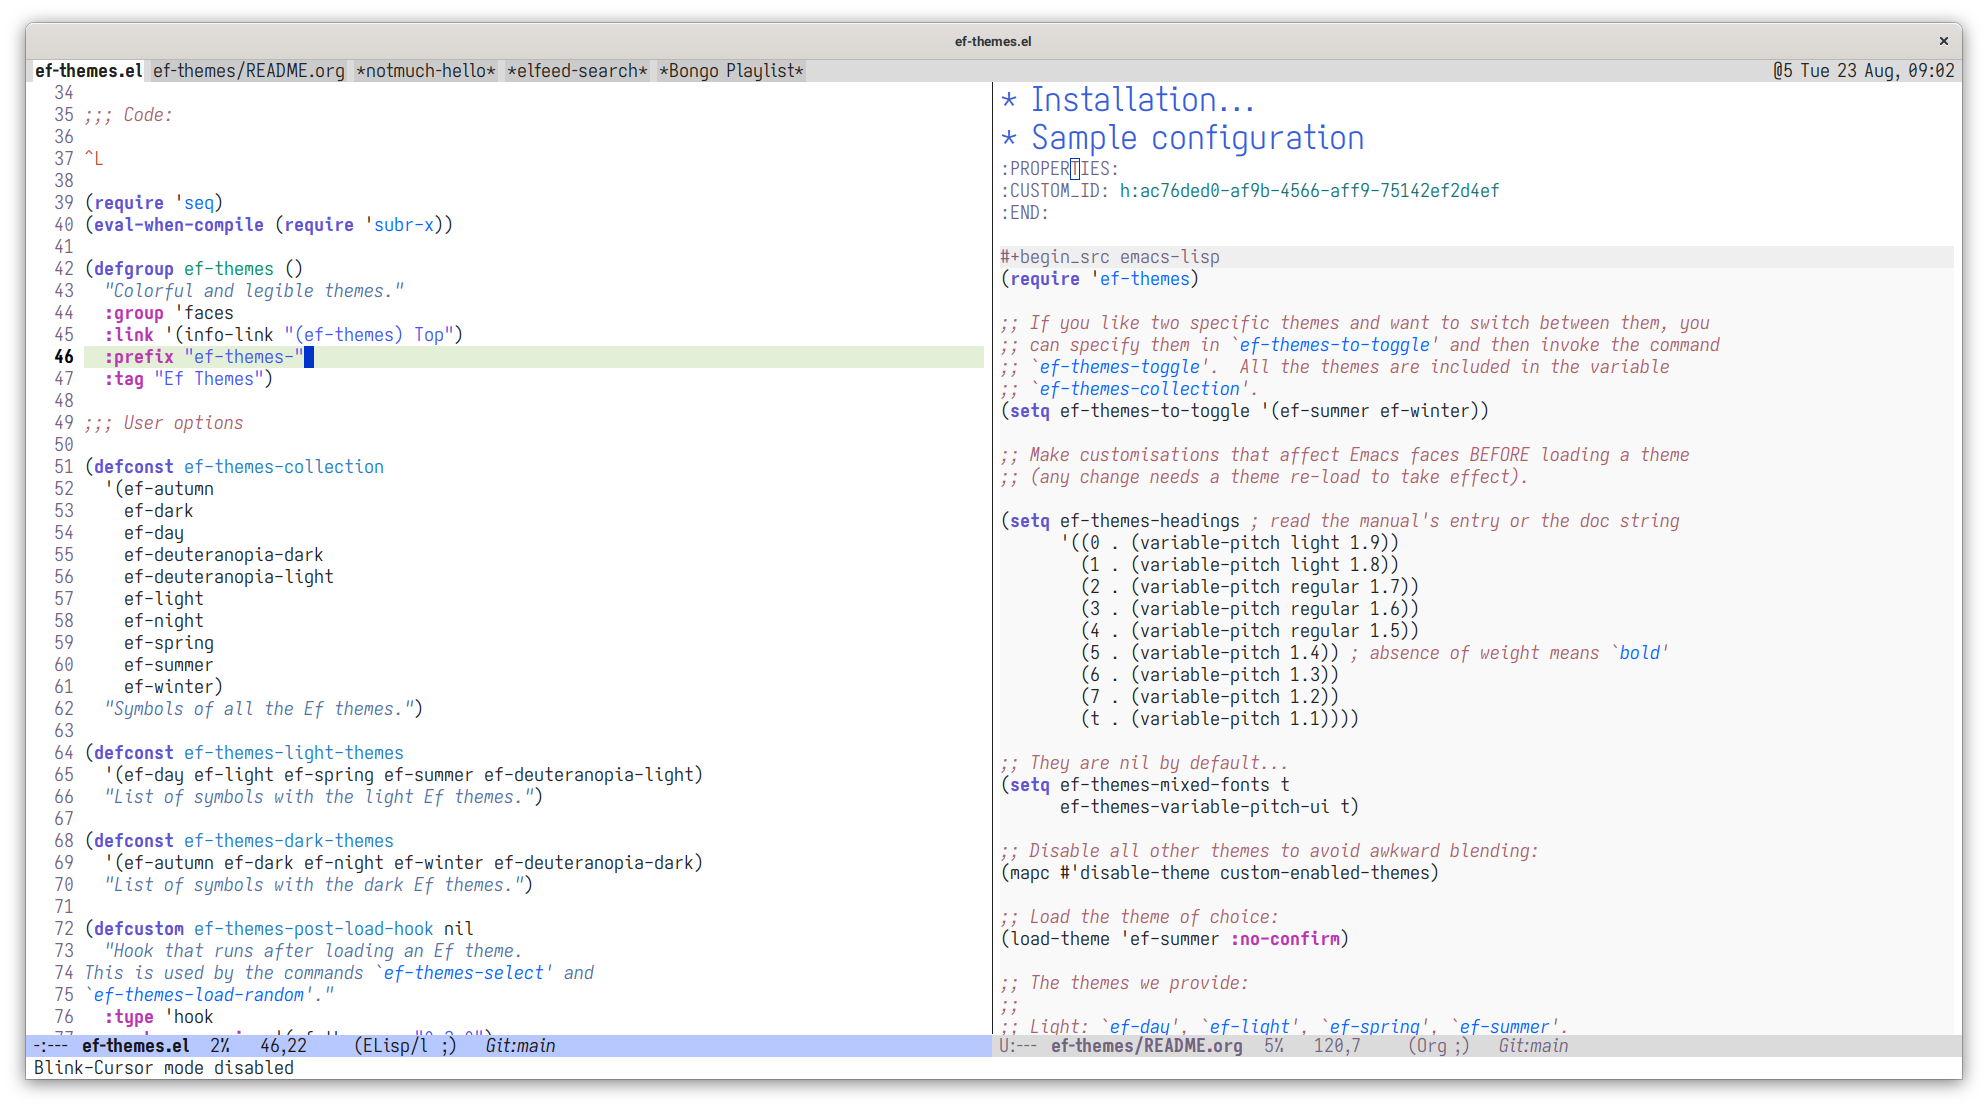 ef-themes.el
×
ef-themes.el ef-themes/README.org *notmuch-hello* *elfeed-search* *Bongo Playlist* @5 Tue 23 Aug, 09:02
34
35 ;;; Code:
36
37 ^L
38
39 (require 'seq)
40 (eval-when-compile (require 'subr-x))
41
42 (defgroup ef-themes ()
43   "Colorful and legible themes."
44   :group 'faces
45   :link '(info-link "(ef-themes) Top")
46   :prefix "ef-themes-"
47   :tag "Ef Themes")
48
49 ;;; User options
50
51 (defconst ef-themes-collection
52   '(ef-autumn
53     ef-dark
54     ef-day
55     ef-deuteranopia-dark
56     ef-deuteranopia-light
57     ef-light
58     ef-night
59     ef-spring
60     ef-summer
61     ef-winter)
62   "Symbols of all the Ef themes.")
63
64 (defconst ef-themes-light-themes
65   '(ef-day ef-light ef-spring ef-summer ef-deuteranopia-light)
66   "List of symbols with the light Ef themes.")
67
68 (defconst ef-themes-dark-themes
69   '(ef-autumn ef-dark ef-night ef-winter ef-deuteranopia-dark)
70   "List of symbols with the dark Ef themes.")
71
72 (defcustom ef-themes-post-load-hook nil
73   "Hook that runs after loading an Ef theme.
74 This is used by the commands `ef-themes-select' and
75 `ef-themes-load-random'."
76   :type 'hook
-:--- ef-themes.el 2% 46,22 (ELisp/l ;) Git:main
Blink-Cursor mode disabled
* Installation...
* Sample configuration
:PROPERTIES:
:CUSTOM_ID: h:ac76ded0-af9b-4566-aff9-75142ef2d4ef
:END:
#+begin_src emacs-lisp
(require 'ef-themes)
;; If you like two specific themes and want to switch between them, you
;; can specify them in `ef-themes-to-toggle' and then invoke the command
;; `ef-themes-toggle'.  All the themes are included in the variable
;; `ef-themes-collection'.
(setq ef-themes-to-toggle '(ef-summer ef-winter))
;; Make customisations that affect Emacs faces BEFORE loading a theme
;; (any change needs a theme re-load to take effect).
(setq ef-themes-headings ; read the manual's entry or the doc string
      '((0 . (variable-pitch light 1.9))
        (1 . (variable-pitch light 1.8))
        (2 . (variable-pitch regular 1.7))
        (3 . (variable-pitch regular 1.6))
        (4 . (variable-pitch regular 1.5))
        (5 . (variable-pitch 1.4)) ; absence of weight means `bold'
        (6 . (variable-pitch 1.3))
        (7 . (variable-pitch 1.2))
        (t . (variable-pitch 1.1))))
;; They are nil by default...
(setq ef-themes-mixed-fonts t
      ef-themes-variable-pitch-ui t)
;; Disable all other themes to avoid awkward blending:
(mapc #'disable-theme custom-enabled-themes)
;; Load the theme of choice:
(load-theme 'ef-summer :no-confirm)
;; The themes we provide:
;;
;; Light: `ef-day', `ef-light', `ef-spring', `ef-summer'.
U:--- ef-themes/README.org 5% 120,7 (Org ;) Git:main